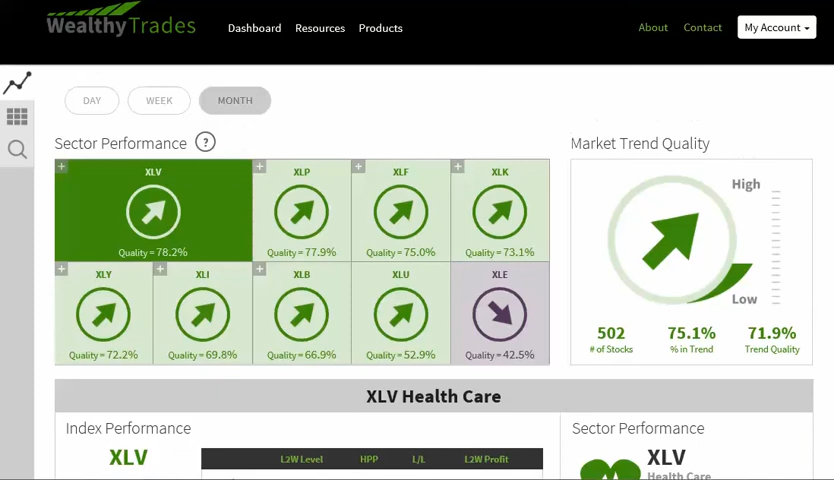 WealthyTrades
Dashboard Resources Products
About Contact My Account
DAY WEEK MONTH
Sector Performance ?
Market Trend Quality
+ XLV + XLP + XLF + XLK
Quality = 78.2% Quality = 77.9% Quality = 75.0% Quality = 73.1%
+ XLY + XLI + XLB XLU XLE
Quality = 72.2% Quality = 69.8% Quality = 66.9% Quality = 52.9% Quality = 42.5%
High
Low
502 75.1% 71.9%
# of Stocks % in Trend Trend Quality
XLV Health Care
Index Performance
XLV
L2W Level HPP L/L L2W Profit
Sector Performance
XLV
Health Care